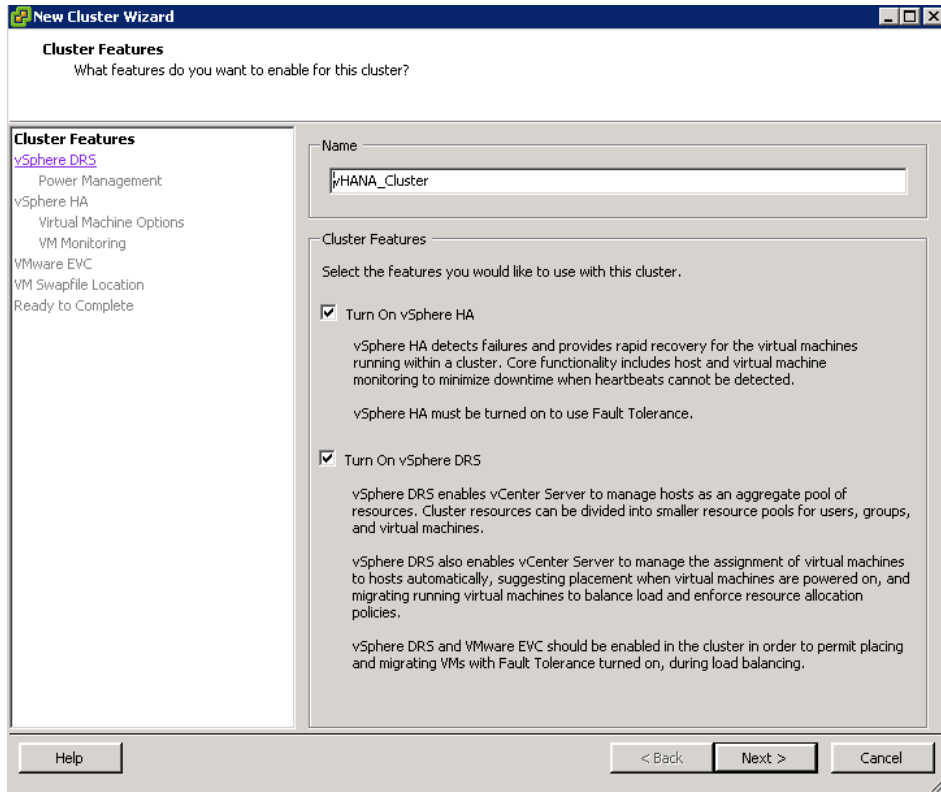 New Cluster Wizard
Cluster Features
What features do you want to enable for this cluster?
Cluster Features
vSphere DRS
Power Management
vSphere HA
Virtual Machine Options
VM Monitoring
VMware EVC
VM Swapfile Location
Ready to Complete
Name
vHANA_Cluster
Cluster Features
Select the features you would like to use with this cluster.
Turn On vSphere HA
vSphere HA detects failures and provides rapid recovery for the virtual machines
running within a cluster. Core functionality includes host and virtual machine
monitoring to minimize downtime when heartbeats cannot be detected.
vSphere HA must be turned on to use Fault Tolerance.
Turn On vSphere DRS
vSphere DRS enables vCenter Server to manage hosts as an aggregate pool of
resources. Cluster resources can be divided into smaller resource pools for users, groups,
and virtual machines.
vSphere DRS also enables vCenter Server to manage the assignment of virtual machines
to hosts automatically, suggesting placement when virtual machines are powered on, and
migrating running virtual machines to balance load and enforce resource allocation
policies.
vSphere DRS and VMware EVC should be enabled in the cluster in order to permit placing
and migrating VMs with Fault Tolerance turned on, during load balancing.
Help
< Back
Next >
Cancel